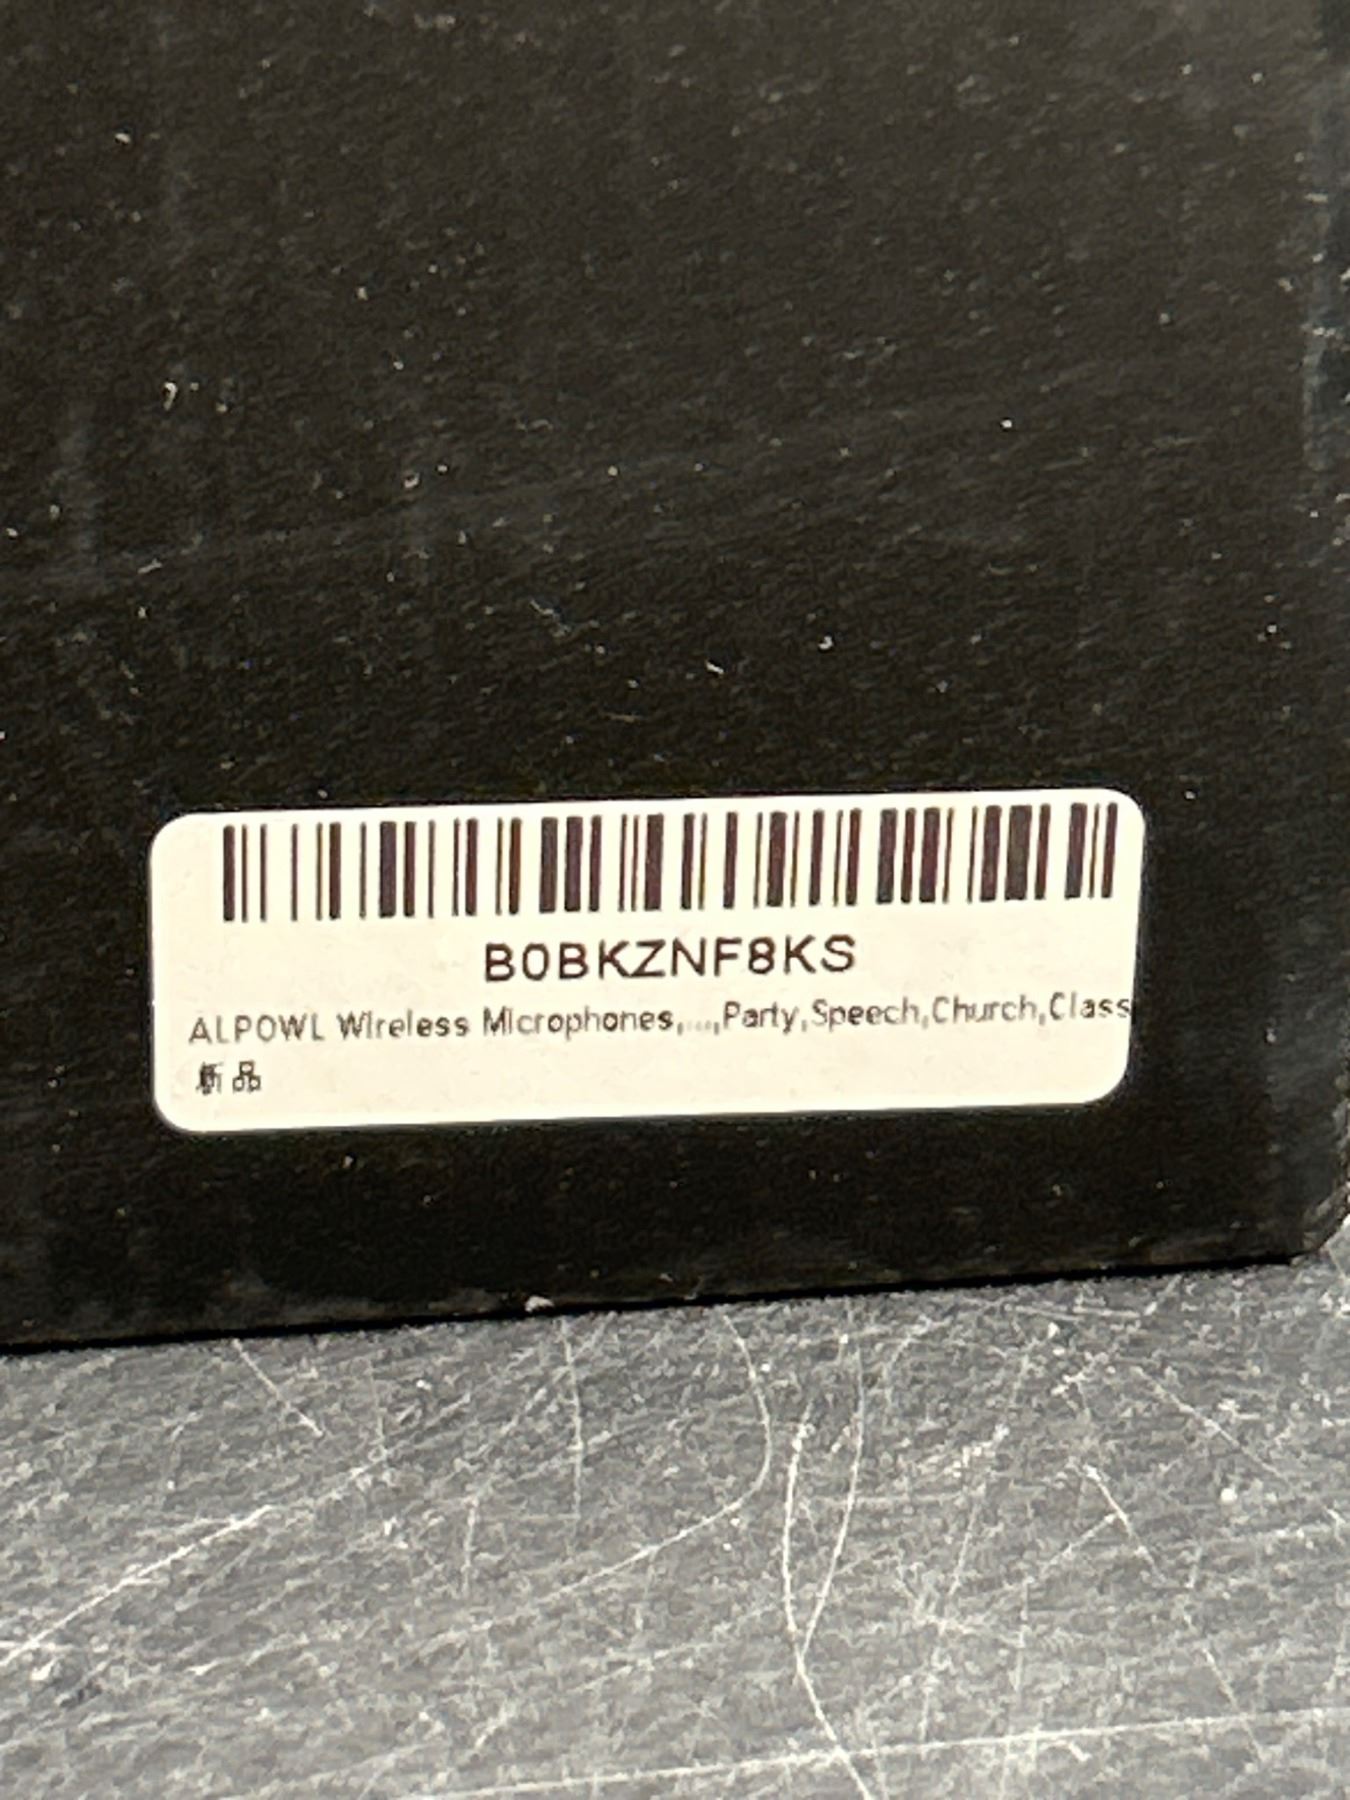 B0BKZNF8KS
ALPOWL Wireless Microphones,...,Party,Speech,Church,Class
新品